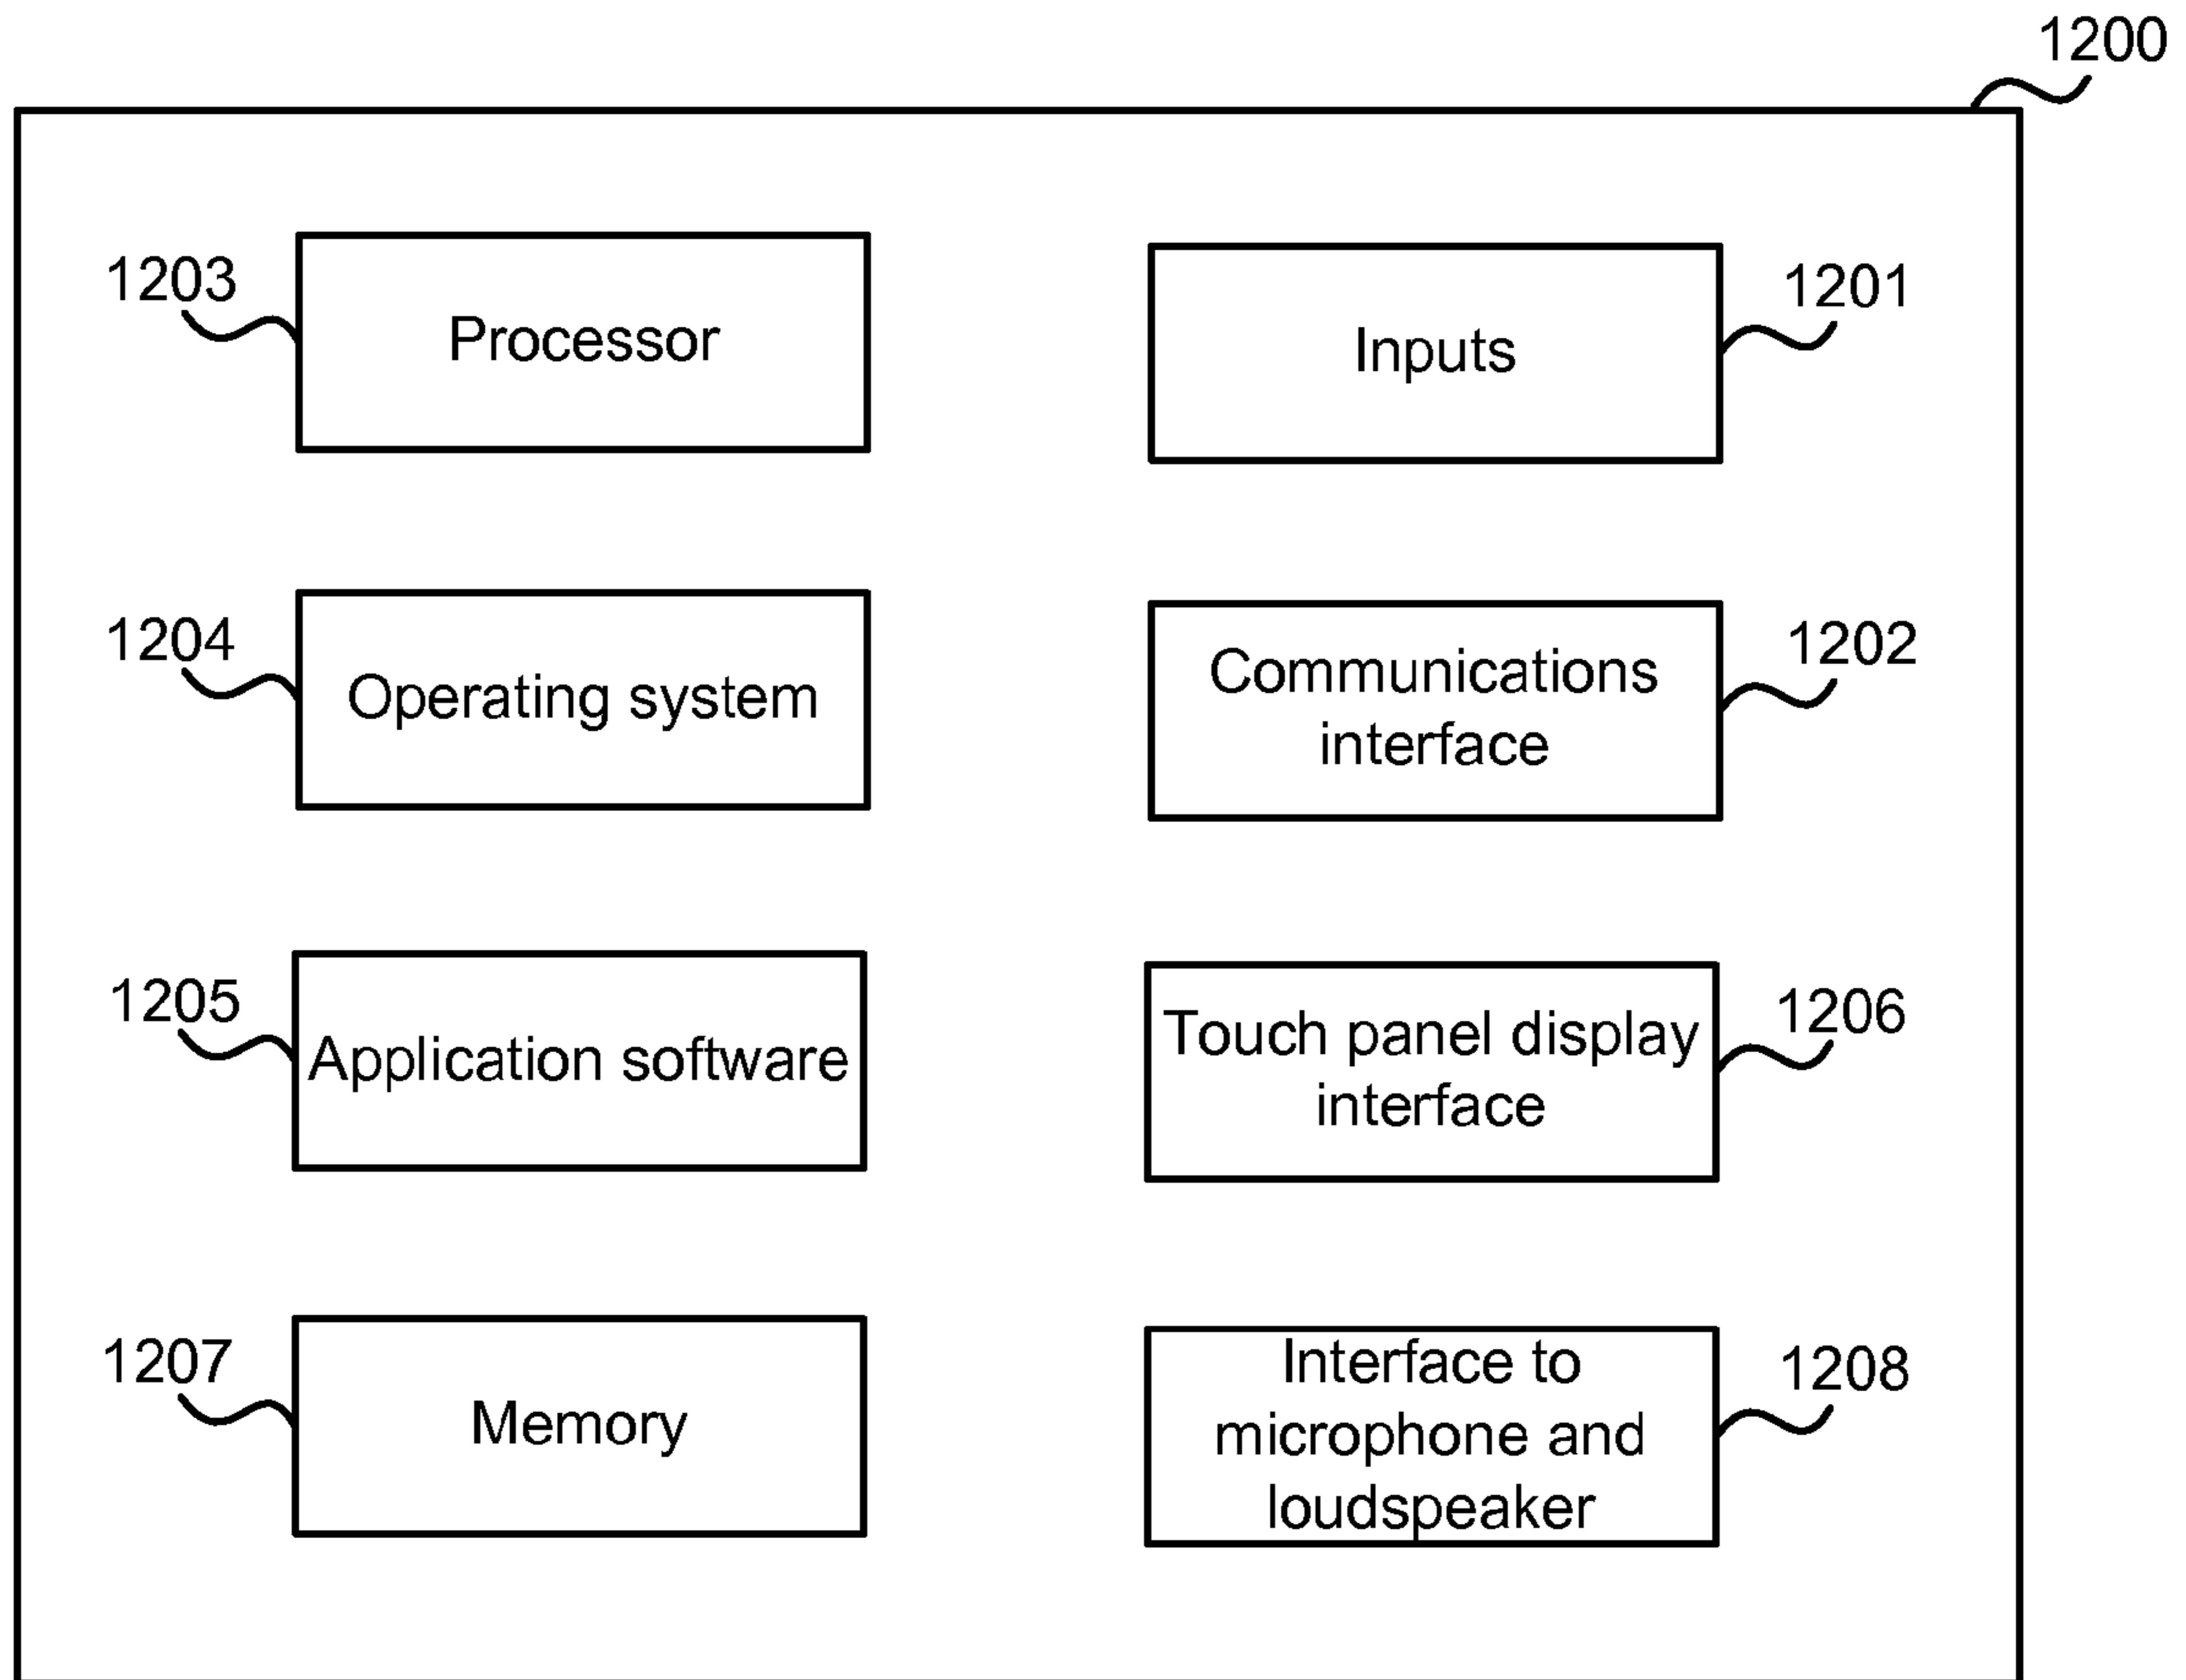 1200
1203
Processor
Inputs
1201
1204
Operating system
Communications
interface
1202
1205
Application software
Touch panel display
interface
1206
1207
Memory
Interface to
microphone and
loudspeaker
1208